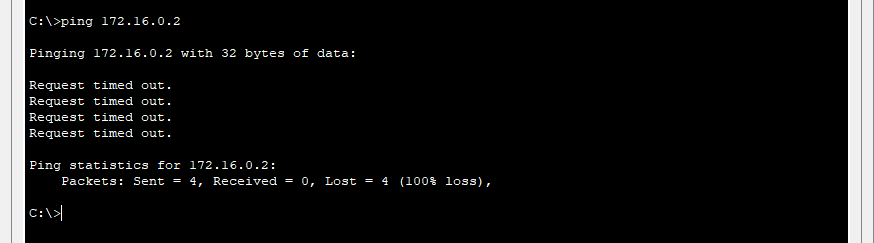 C:\>ping 172.16.0.2
Pinging 172.16.0.2 with 32 bytes of data:
Request timed out.
Request timed out.
Request timed out.
Request timed out.
Ping statistics for 172.16.0.2:
Packets: Sent = 4, Received = 0, Lost = 4 (100% loss),
C:\>